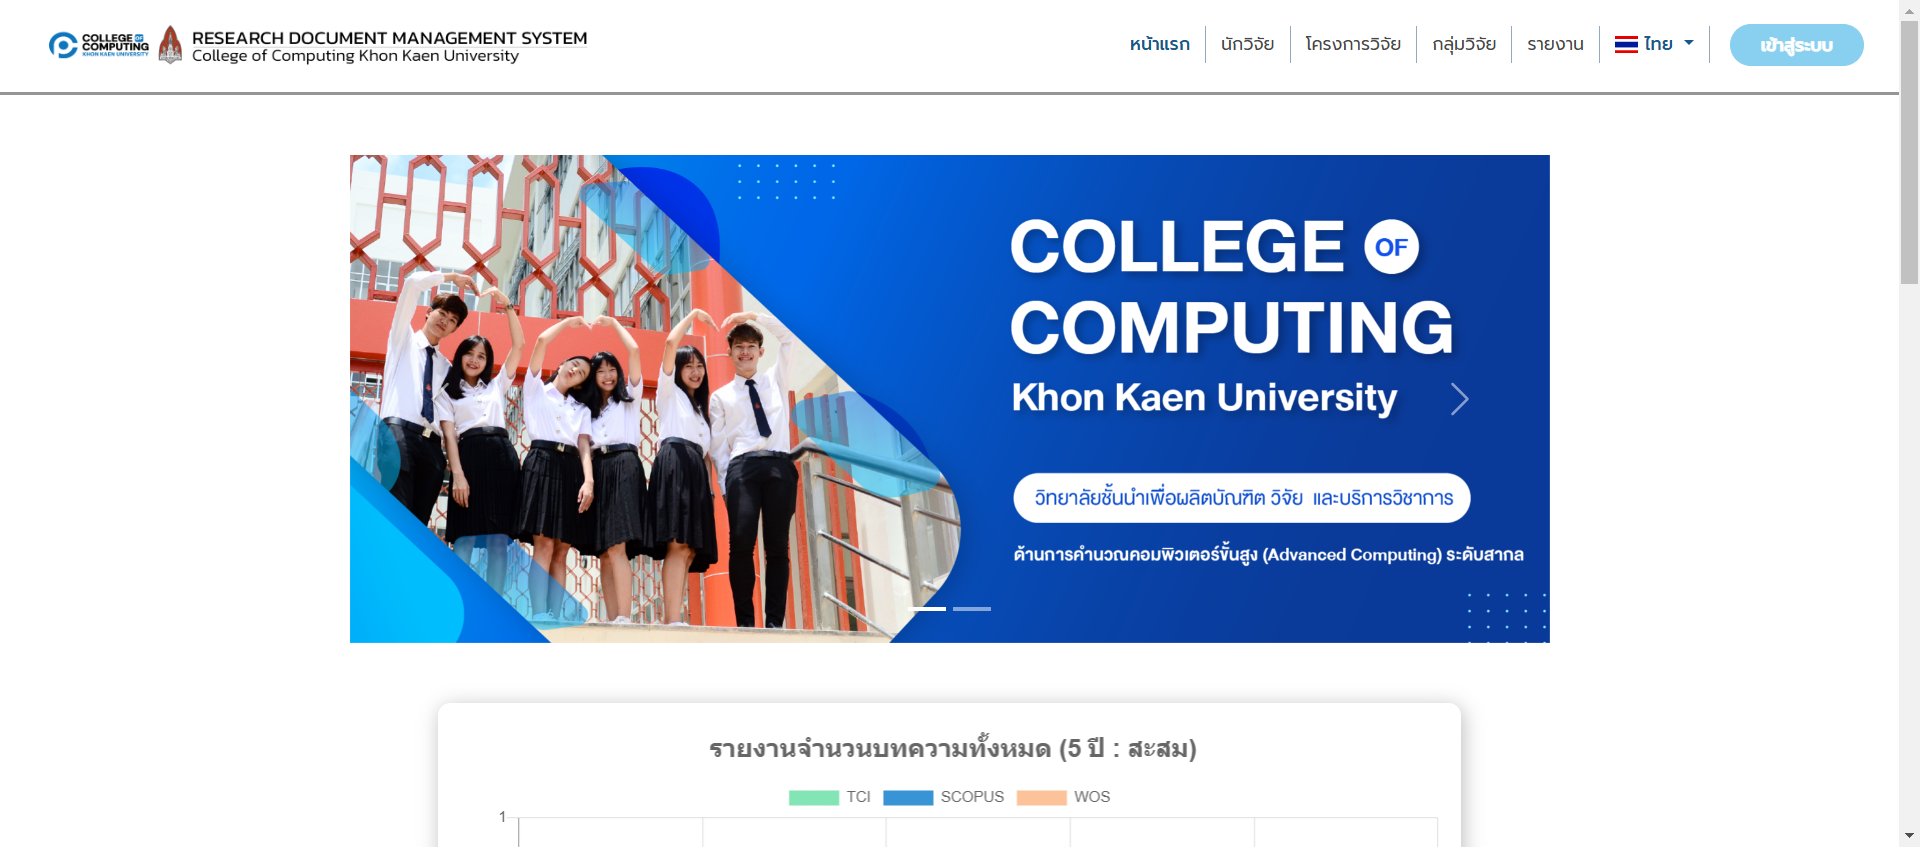 COLLEGE OF
COMPUTING
KHON KAEN UNIVERSITY
RESEARCH DOCUMENT MANAGEMENT SYSTEM
College of Computing Khon Kaen University
หน้าแรก
นักวิจัย
โครงการวิจัย
กลุ่มวิจัย
รายงาน
ไทย
เข้าสู่ระบบ
COLLEGE OF
COMPUTING
Khon Kaen University
วิทยาลัยชั้นนำเพื่อผลิตบัณฑิต วิจัย และบริการวิชาการ
ด้านการคำนวณคอมพิวเตอร์ขั้นสูง (Advanced Computing) ระดับสากล
รายงานจำนวนบทความทั้งหมด (5 ปี : สะสม)
TCI SCOPUS WOS
1